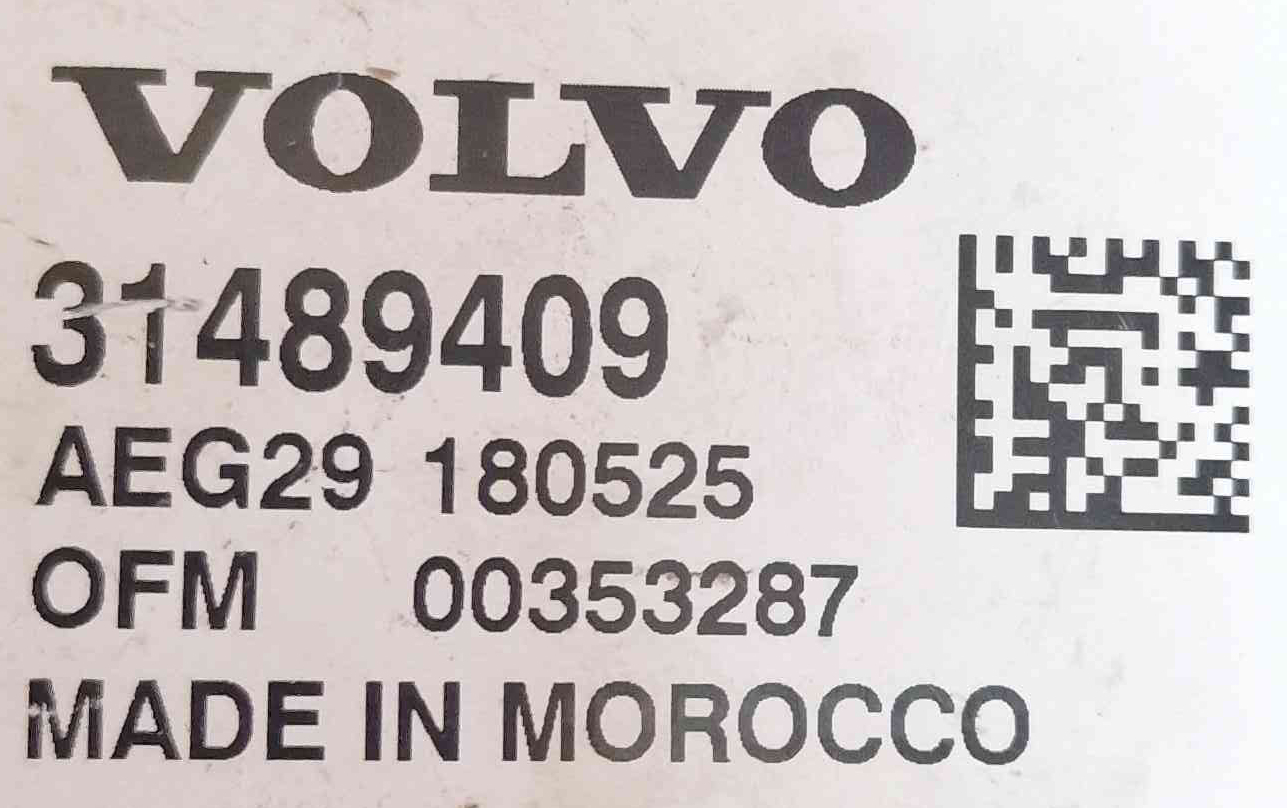 VOLVO
31489409
AEG29 180525
OFM 00353287
MADE IN MOROCCO